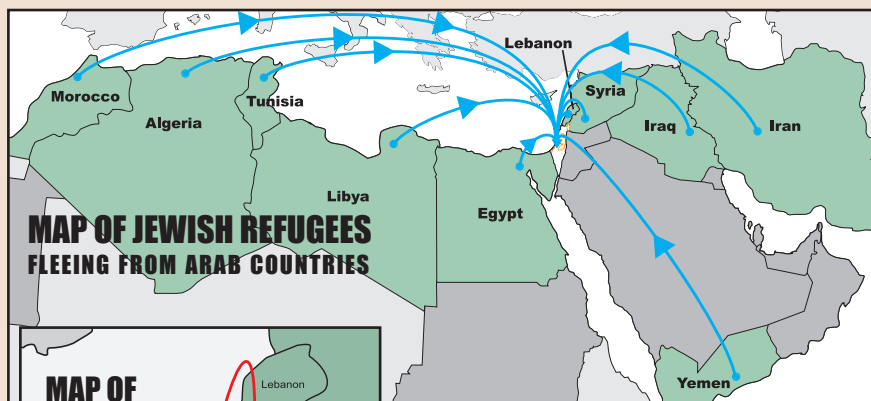 Lebanon
Morocco
Tunisia
Syria
Algeria
Iraq
Iran
Libya
Egypt
MAP OF JEWISH REFUGEES
FLEEING FROM ARAB COUNTRIES
Yemen
Lebanon
MAP OF